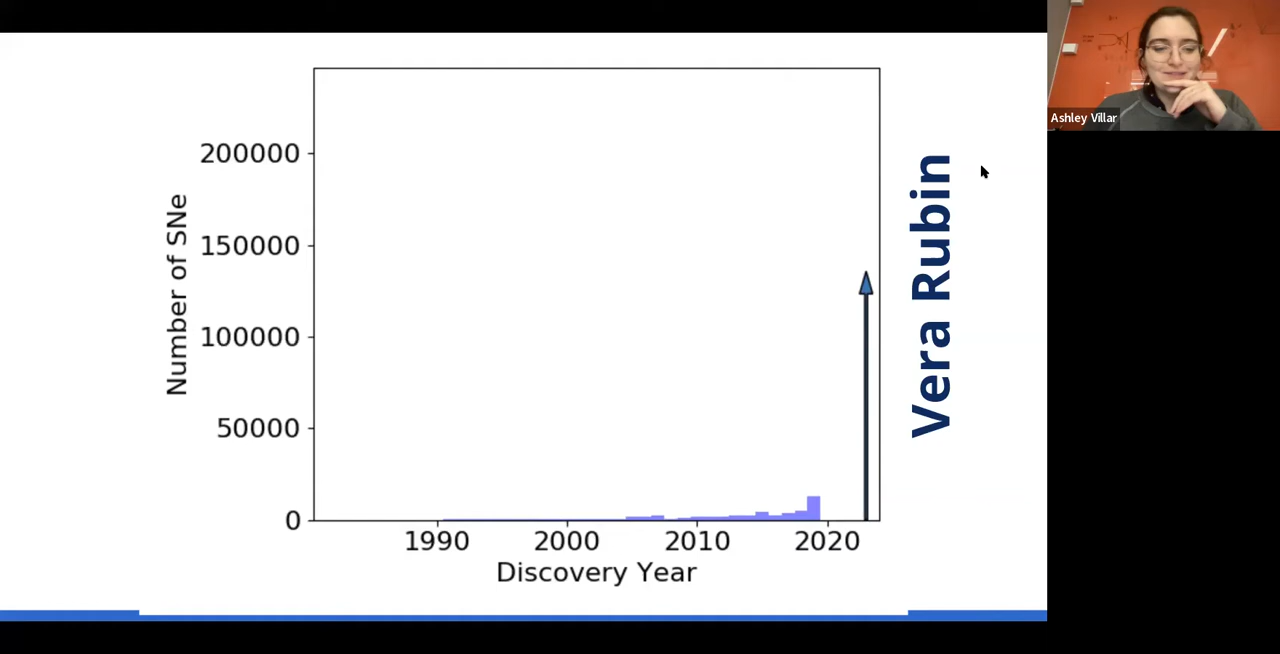 200000
150000
100000
50000
0
Number of SNe
1990 2000 2010 2020
Discovery Year
Vera Rubin
Ashley Villar